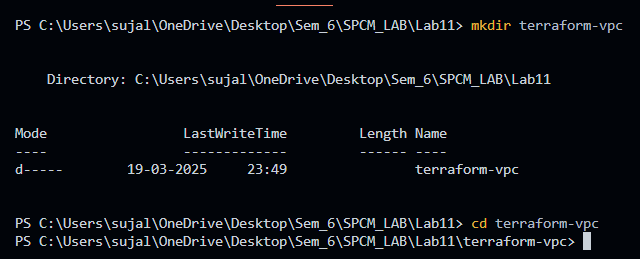 PS C:\Users\sujal\OneDrive\Desktop\Sem_6\SPCM_LAB\Lab11> mkdir terraform-vpc
Directory: C:\Users\sujal\OneDrive\Desktop\Sem_6\SPCM_LAB\Lab11
Mode                 LastWriteTime         Length Name
----                 -------------         ------ ----
d-----        19-03-2025     23:49                terraform-vpc
PS C:\Users\sujal\OneDrive\Desktop\Sem_6\SPCM_LAB\Lab11> cd terraform-vpc
PS C:\Users\sujal\OneDrive\Desktop\Sem_6\SPCM_LAB\Lab11\terraform-vpc>